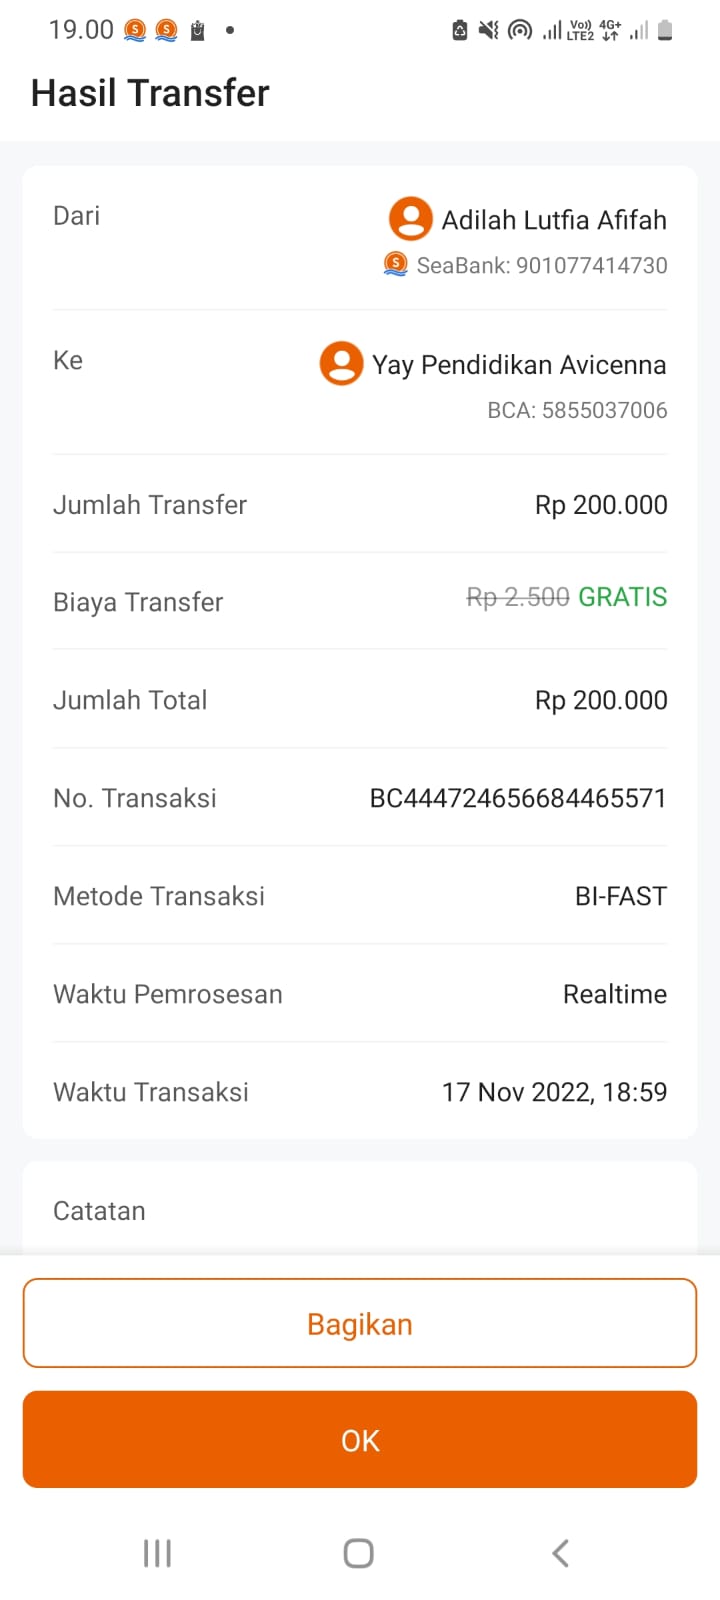 19.00
Vo)) LTE2 4G+
Hasil Transfer
Dari
Adilah Lutfia Afifah
SeaBank: 901077414730
Ke
Yay Pendidikan Avicenna
BCA: 5855037006
Jumlah Transfer
Rp 200.000
Biaya Transfer
Rp 2.500 GRATIS
Jumlah Total
Rp 200.000
No. Transaksi
BC444724656684465571
Metode Transaksi
BI-FAST
Waktu Pemrosesan
Realtime
Waktu Transaksi
17 Nov 2022, 18:59
Catatan
Bagikan
OK